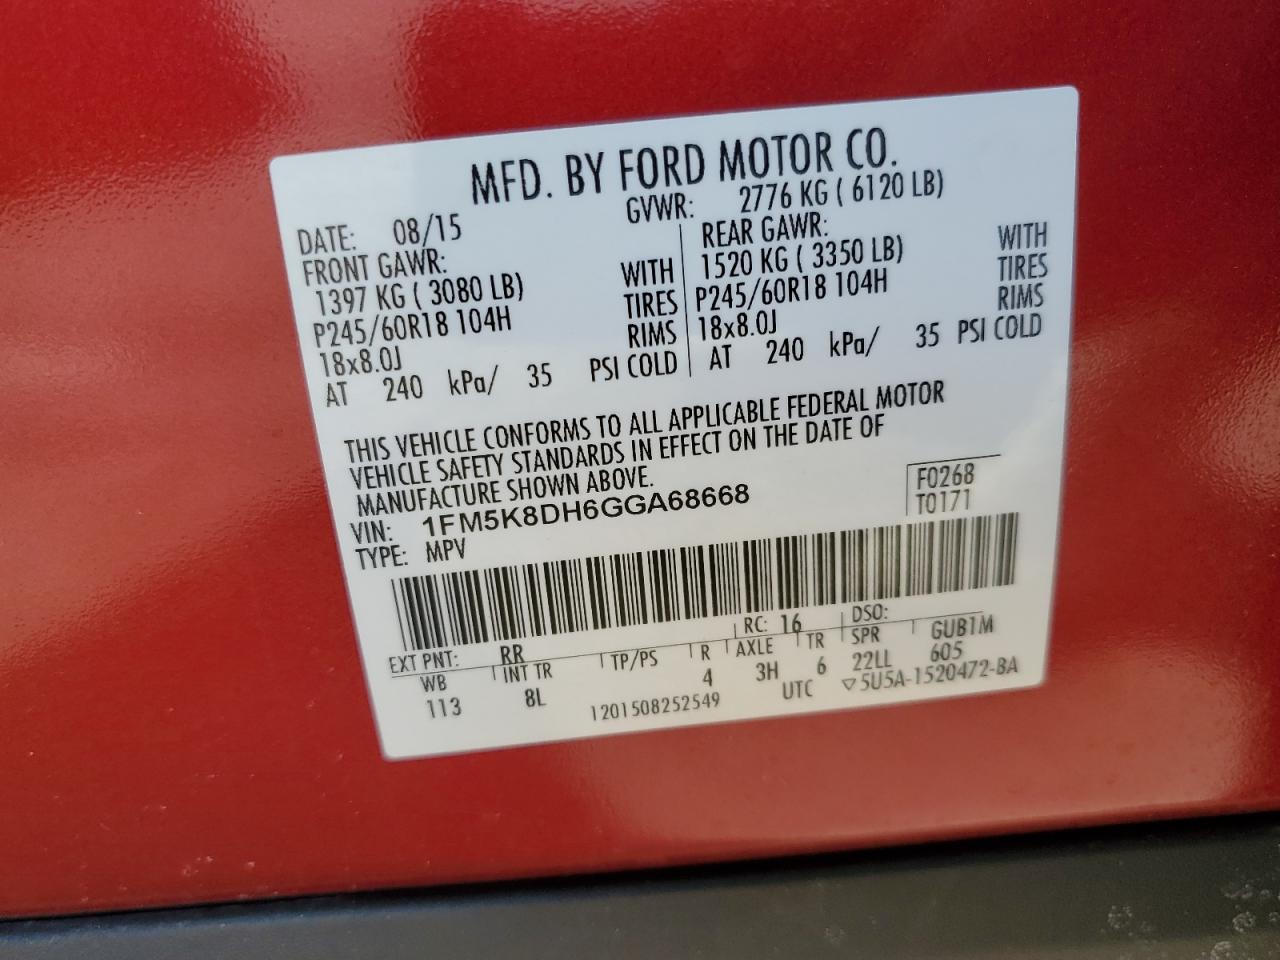 MFD. BY FORD MOTOR CO.
DATE: 08/15 GVWR: 2776 KG ( 6120 LB)
FRONT GAWR: REAR GAWR:
1397 KG ( 3080 LB) WITH 1520 KG ( 3350 LB) WITH
P245/60R18 104H TIRES P245/60R18 104H TIRES
18x8.0J RIMS 18x8.0J RIMS
AT 240 kPa/ 35 PSI COLD AT 240 kPa/ 35 PSI COLD
THIS VEHICLE CONFORMS TO ALL APPLICABLE FEDERAL MOTOR
VEHICLE SAFETY STANDARDS IN EFFECT ON THE DATE OF
MANUFACTURE SHOWN ABOVE.
F0268
VIN: 1FM5K8DH6GGA68668
T0171
TYPE: MPV
EXT PNT: RR RC: 16 DSO:
WB INT TR TP/PS R AXLE TR SPR GUB1M
113 8L 4 3H 6 22LL 605
1201508252549 UTC ▽5U5A-1520472-BA